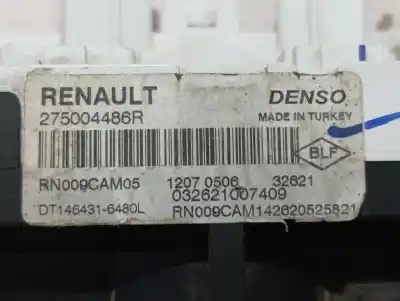 RENAULT DENSO
275004486R MADE IN TURKEY
BLF
RN009CAM05 1207 0506 32621
032621007409
DT146431-6480L RN009CAM142620525821